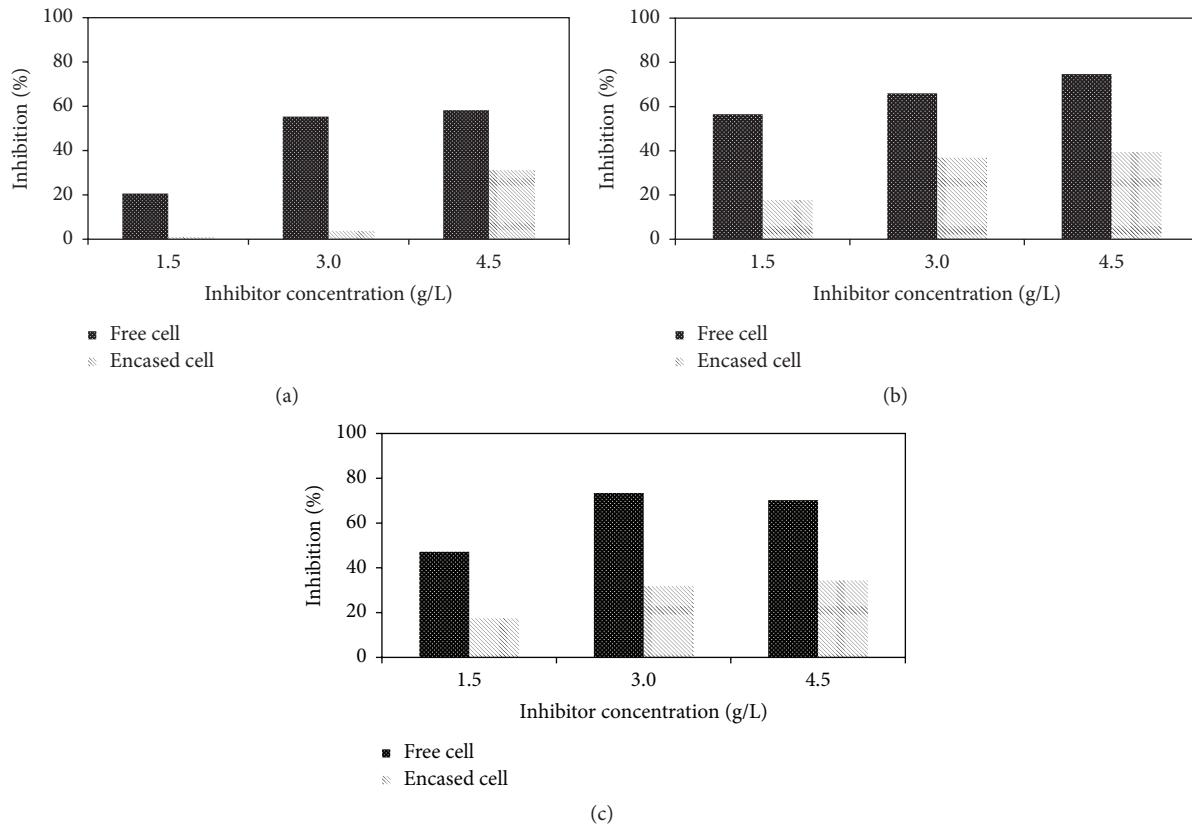 100
80
60
40
20
0
Inhibition (%)
1.5 3.0 4.5
Inhibitor concentration (g/L)
Free cell
Encased cell
(a)
100
80
60
40
20
0
Inhibition (%)
1.5 3.0 4.5
Inhibitor concentration (g/L)
Free cell
Encased cell
(b)
100
80
60
40
20
0
Inhibition (%)
1.5 3.0 4.5
Inhibitor concentration (g/L)
Free cell
Encased cell
(c)